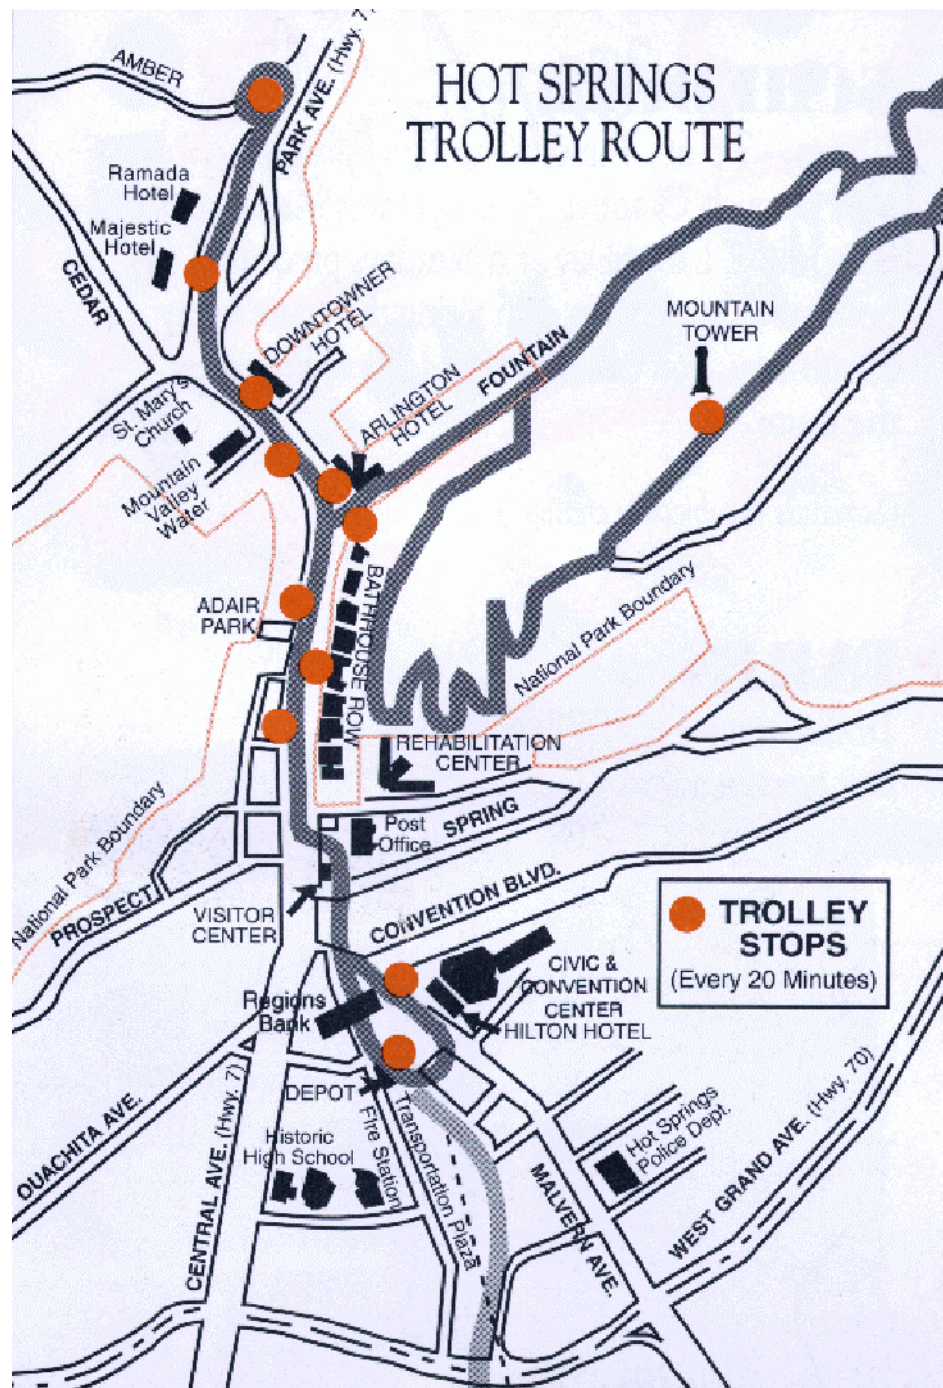 HOT SPRINGS
TROLLEY ROUTE
AMBER
PARK AVE. (Hwy. 7)
Ramada
Hotel
Majestic
Hotel
CEDAR
DOWNTOWNER
HOTEL
MOUNTAIN
TOWER
ARLINGTON
HOTEL
FOUNTAIN
St. Mary's
Church
Mountain
Valley
Water
BATHHOUSE ROW
ADAIR
PARK
National Park Boundary
REHABILITATION
CENTER
Post
Office
SPRING
National Park Boundary
PROSPECT
VISITOR
CENTER
CONVENTION BLVD.
TROLLEY
STOPS
(Every 20 Minutes)
Regions
Bank
CIVIC &
CONVENTION
CENTER
HILTON HOTEL
DEPOT
OUACHITA AVE.
CENTRAL AVE. (Hwy. 7)
Historic
High School
Fire Station
Transportation Plaza
Hot Springs
Police Dept.
MALVERN AVE.
WEST GRAND AVE. (Hwy. 70)